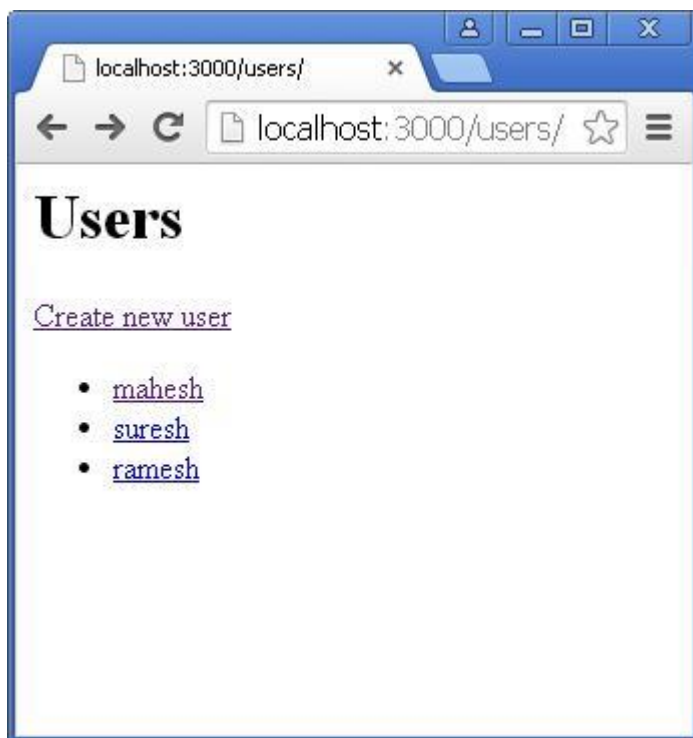 localhost:3000/users/
localhost:3000/users/
Users
Create new user
mahesh
suresh
ramesh